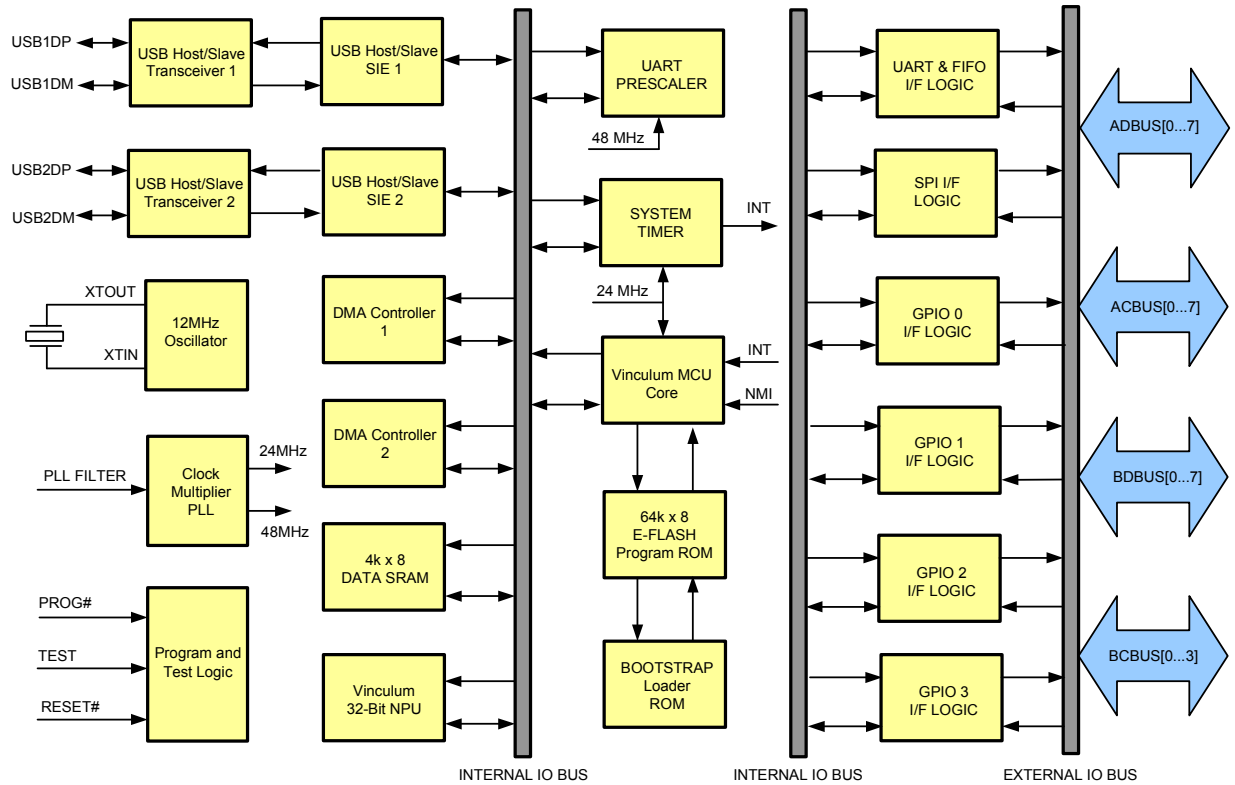 USB1DP
USB1DM
USB Host/Slave
Transceiver 1
USB Host/Slave
SIE 1
USB2DP
USB2DM
USB Host/Slave
Transceiver 2
USB Host/Slave
SIE 2
XTOUT
XTIN
12MHz
Oscillator
DMA Controller
1
PLL FILTER
Clock
Multiplier
PLL
24MHz
48MHz
DMA Controller
2
4k x 8
DATA SRAM
PROG#
TEST
RESET#
Program and
Test Logic
Vinculum
32-Bit NPU
INTERNAL IO BUS
UART
PRESCALER
48 MHz
SYSTEM
TIMER
INT
24 MHz
Vinculum MCU
Core
INT
NMI
64k x 8
E-FLASH
Program ROM
BOOTSTRAP
Loader
ROM
INTERNAL IO BUS
UART & FIFO
I/F LOGIC
SPI I/F
LOGIC
GPIO 0
I/F LOGIC
GPIO 1
I/F LOGIC
GPIO 2
I/F LOGIC
GPIO 3
I/F LOGIC
EXTERNAL IO BUS
ADBUS[0...7]
ACBUS[0...7]
BDBUS[0...7]
BCBUS[0...3]